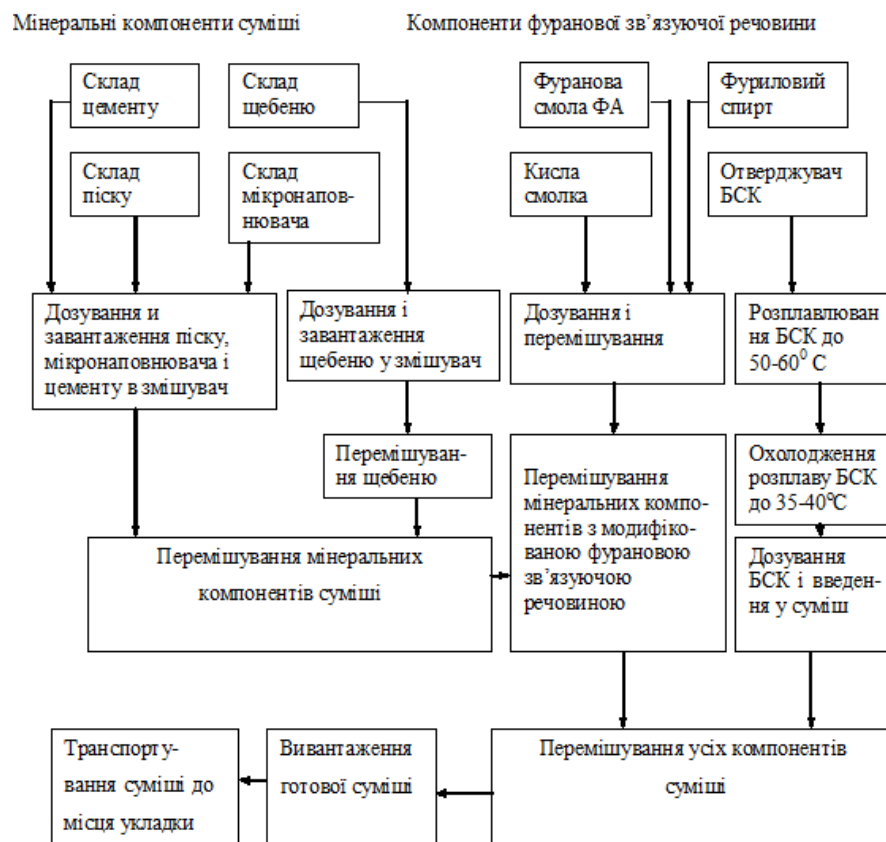 Мінеральні компоненти суміші
Компоненти фуранової зв’язуючої речовини
Склад
цементу
Склад
щебеню
Фуранова
смола ФА
Фуриловий
спирт
Склад
піску
Склад
мікронапов-
нювача
Кисла
смолка
Отверджувач
БСК
Дозування и
завантаження піску,
мікронаповнювача і
цементу в змішувач
Дозування і
завантаження
щебеню у змішувач
Дозування і
перемішування
Розплавлюван
ня БСК до
50-60⁰ С
Перемішуван-
ня щебеню
Перемішування
мінеральних компо-
нентів з модифіко-
ваною фурановою
зв’язуючою
речовиною
Охолодження
розплаву БСК
до 35-40°С
Перемішування мінеральних
компонентів суміші
Дозування
БСК і введен-
ня у суміш
Транспорту-
вання суміші до
місця укладки
Вивантаження
готової суміші
Перемішування усіх компонентів
суміші